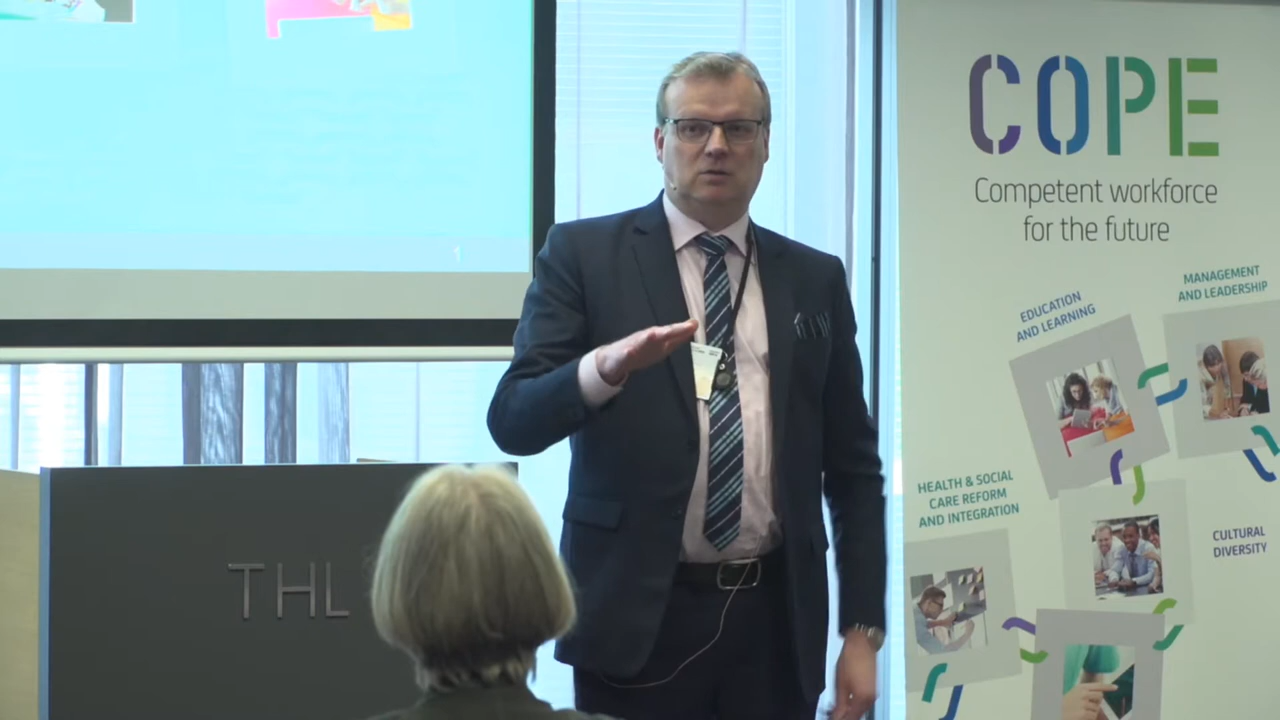 COPE
Competent workforce
for the future
MANAGEMENT
AND LEADERSHIP
EDUCATION
AND LEARNING
HEALTH & SOCIAL
CARE REFORM
AND INTEGRATION
CULTURAL
DIVERSITY
THL